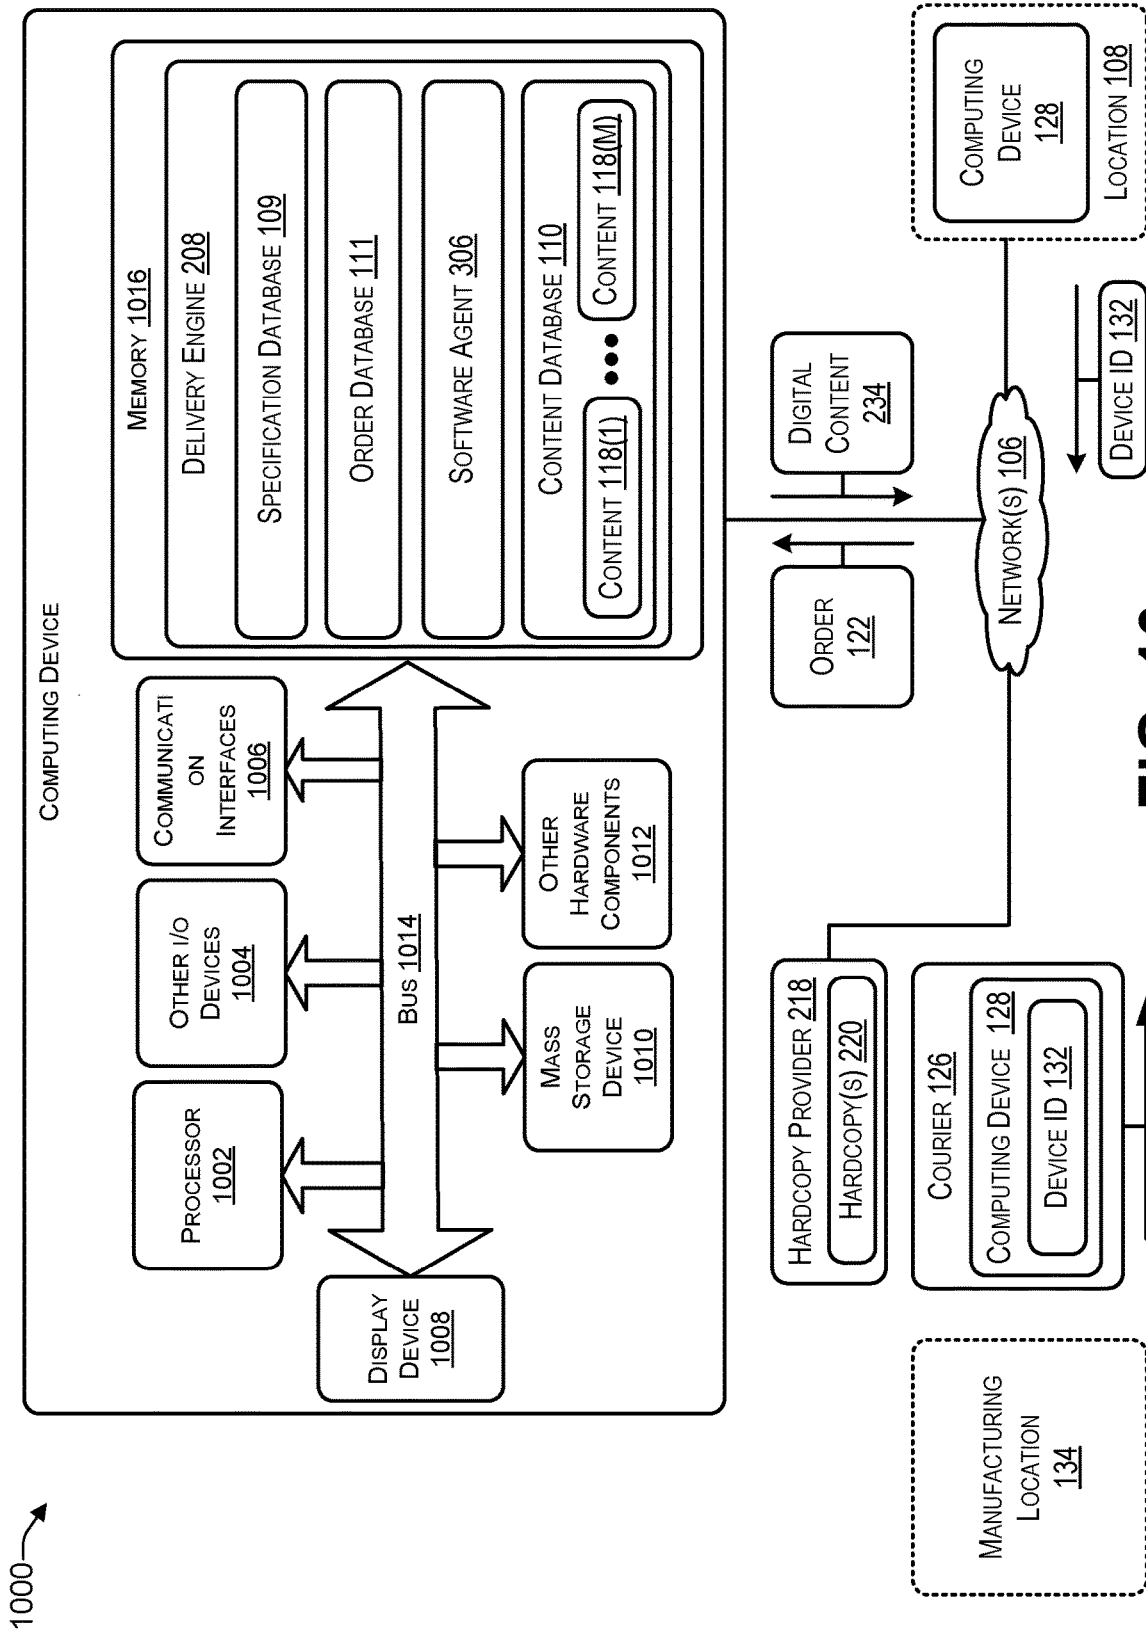 1000
COMPUTING DEVICE
PROCESSOR
1002
OTHER I/O
DEVICES
1004
COMMUNICATI
ON
INTERFACES
1006
DISPLAY
DEVICE
1008
BUS 1014
MASS
STORAGE
DEVICE
1010
OTHER
HARDWARE
COMPONENTS
1012
MEMORY 1016
DELIVERY ENGINE 208
SPECIFICATION DATABASE 109
ORDER DATABASE 111
SOFTWARE AGENT 306
CONTENT DATABASE 110
CONTENT 118(1)
CONTENT 118(M)
HARDCOPY PROVIDER 218
HARDCOPY(S) 220
ORDER
122
DIGITAL
CONTENT
234
MANUFACTURING
LOCATION
134
COURIER 126
COMPUTING DEVICE 128
DEVICE ID 132
NETWORK(S) 106
COMPUTING
DEVICE
128
LOCATION 108
DEVICE ID 132